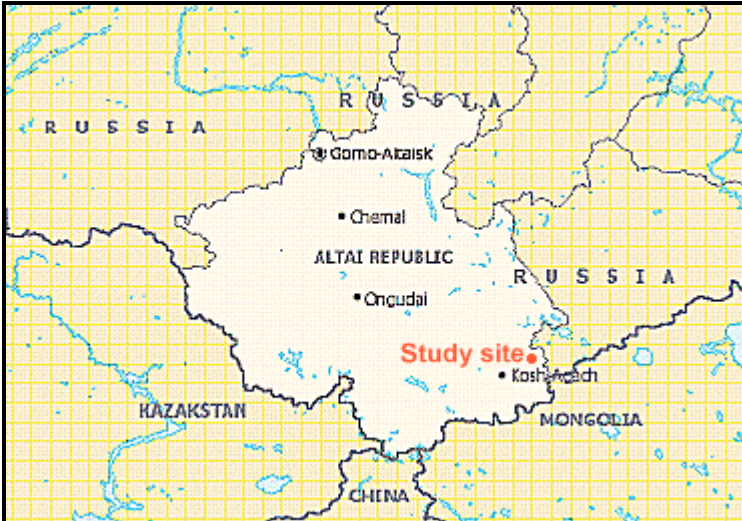 RUSSIA
RUSSIA
Gorno-Altaisk
Chemal
ALTAI REPUBLIC
RUSSIA
Ongudai
Study site
Kosh-Agach
KAZAKSTAN
MONGOLIA
CHINA